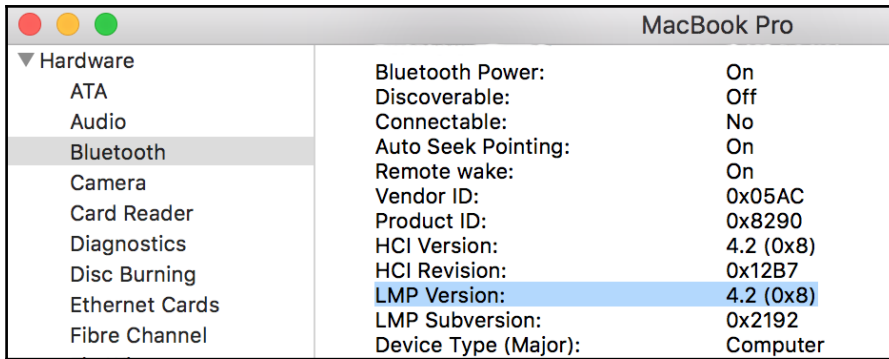 MacBook Pro
Hardware
ATA
Audio
Bluetooth
Camera
Card Reader
Diagnostics
Disc Burning
Ethernet Cards
Fibre Channel
Bluetooth Power: On
Discoverable: Off
Connectable: No
Auto Seek Pointing: On
Remote wake: On
Vendor ID: 0x05AC
Product ID: 0x8290
HCI Version: 4.2 (0x8)
HCI Revision: 0x12B7
LMP Version: 4.2 (0x8)
LMP Subversion: 0x2192
Device Type (Major): Computer